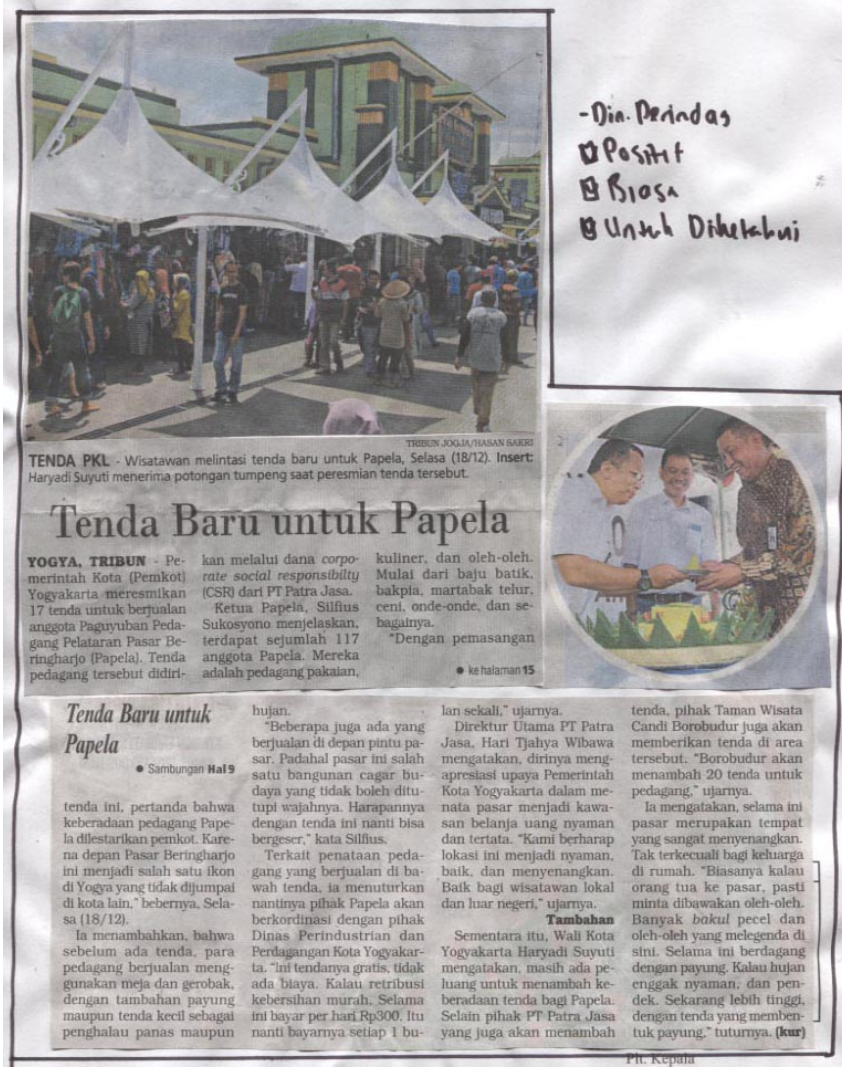 -Din. Perindag
Positif
Biasa
Untuk Diketahui
TRIBUN JOGJA/HASAN SAKRI
TENDA PKL - Wisatawan melintasi tenda baru untuk Papela, Selasa (18/12). Insert:
Haryadi Suyuti menerima potongan tumpeng saat peresmian tenda tersebut.
Tenda Baru untuk Papela
YOGYA, TRIBUN - Pe-
merintah Kota (Pemkot)
Yogyakarta meresmikan
17 tenda untuk berjualan
anggota Paguyuban Peda-
gang Pelataran Pasar Be-
ringharjo (Papela). Tenda
pedagang tersebut didiri-
kan melalui dana corpo-
rate social responsibilty
(CSR) dari PT Patra Jasa.
Ketua Papela, Silfius
Sukosyono menjelaskan,
terdapat sejumlah 117
anggota Papela. Mereka
adalah pedagang pakaian,
kuliner, dan oleh-oleh.
Mulai dari baju batik,
bakpia, martabak telur,
ceni, onde-onde, dan se-
bagainya.
"Dengan pemasangan
● ke halaman 15
Tenda Baru untuk
Papela
● Sambungan Hal 9
tenda ini, pertanda bahwa
keberadaan pedagang Pape-
la dilestarikan pemkot. Kare-
na depan Pasar Beringharjo
ini menjadi salah satu ikon
di Yogya yang tidak dijumpai
di kota lain," bebernya, Sela-
sa (18/12).
Ia menambahkan, bahwa
sebelum ada tenda, para
pedagang berjualan meng-
gunakan meja dan gerobak,
dengan tambahan payung
maupun tenda kecil sebagai
penghalau panas maupun
hujan.
"Beberapa juga ada yang
berjualan di depan pintu pa-
sar. Padahal pasar ini salah
satu bangunan cagar bu-
daya yang tidak boleh ditu-
tupi wajahnya. Harapannya
dengan tenda ini nanti bisa
bergeser," kata Silfius.
Terkait penataan peda-
gang yang berjualan di ba-
wah tenda, ia menuturkan
nantinya pihak Papela akan
berkordinasi dengan pihak
Dinas Perindustrian dan
Perdagangan Kota Yogyakar-
ta. "Ini tendanya gratis, tidak
ada biaya. Kalau retribusi
kebersihan murah. Selama
ini bayar per hari Rp300. Itu
nanti bayarnya setiap 1 bu-
lan sekali," ujarnya.
Direktur Utama PT Patra
Jasa, Hari Tjahya Wibawa
mengatakan, dirinya meng-
apresiasi upaya Pemerintah
Kota Yogyakarta dalam me-
nata pasar menjadi kawa-
san belanja uang nyaman
dan tertata. "Kami berharap
lokasi ini menjadi nyaman,
baik, dan menyenangkan.
Baik bagi wisatawan lokal
dan luar negeri," ujarnya.
Tambahan
Sementara itu, Wali Kota
Yogyakarta Haryadi Suyuti
mengatakan, masih ada pe-
luang untuk menambah ke-
beradaan tenda bagi Papela.
Selain pihak PT Patra Jasa
yang juga akan menambah
tenda, pihak Taman Wisata
Candi Borobudur juga akan
memberikan tenda di area
tersebut. "Borobudur akan
menambah 20 tenda untuk
pedagang," ujarnya.
Ia mengatakan, selama ini
pasar merupakan tempat
yang sangat menyenangkan.
Tak terkecuali bagi keluarga
di rumah. "Biasanya kalau
orang tua ke pasar, pasti
minta dibawakan oleh-oleh.
Banyak bakul pecel dan
oleh-oleh yang melegenda di
sini. Selama ini berdagang
dengan payung. Kalau hujan
enggak nyaman, dan pen-
dek. Sekarang lebih tinggi,
dengan tenda yang memben-
tuk payung," tuturnya. (kur)
Plt. Kepala